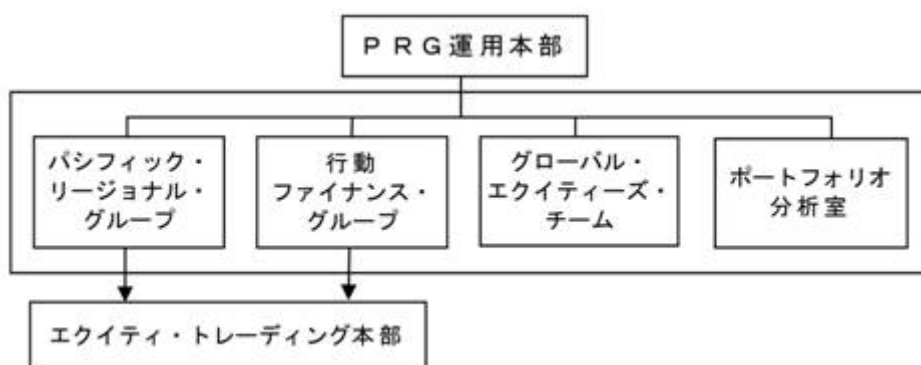 ＰＲＧ運用本部
パシフィック・
リージョナル・
グループ
行動
ファイナンス・
グループ
グローバル・
エクイティーズ・
チーム
ポートフォリオ
分析室
エクイティ・トレーディング本部